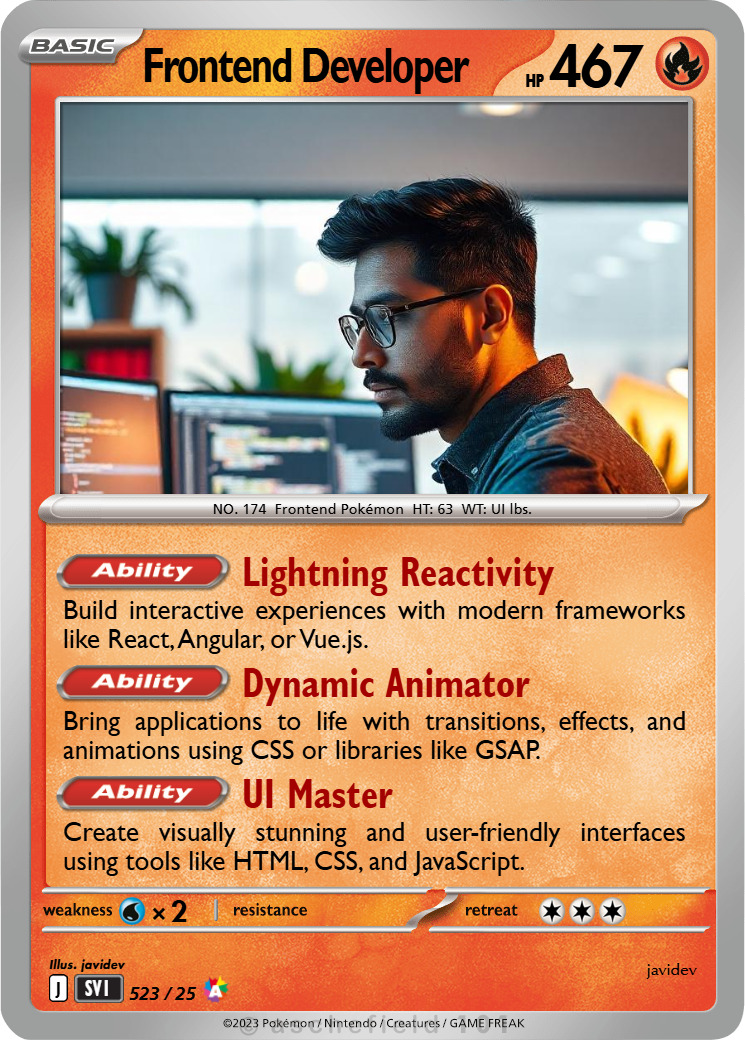 BASIC
Frontend Developer
HP 467
NO. 174 Frontend Pokémon HT: 63 WT: UI lbs.
Ability Lightning Reactivity
Build interactive experiences with modern frameworks
like React, Angular, or Vue.js.
Ability Dynamic Animator
Bring applications to life with transitions, effects, and
animations using CSS or libraries like GSAP.
Ability UI Master
Create visually stunning and user-friendly interfaces
using tools like HTML, CSS, and JavaScript.
weakness × 2 | resistance retreat
Illus. javidev
javidev
J SVI 523 / 25 A
©2023 Pokémon / Nintendo / Creatures / GAME FREAK